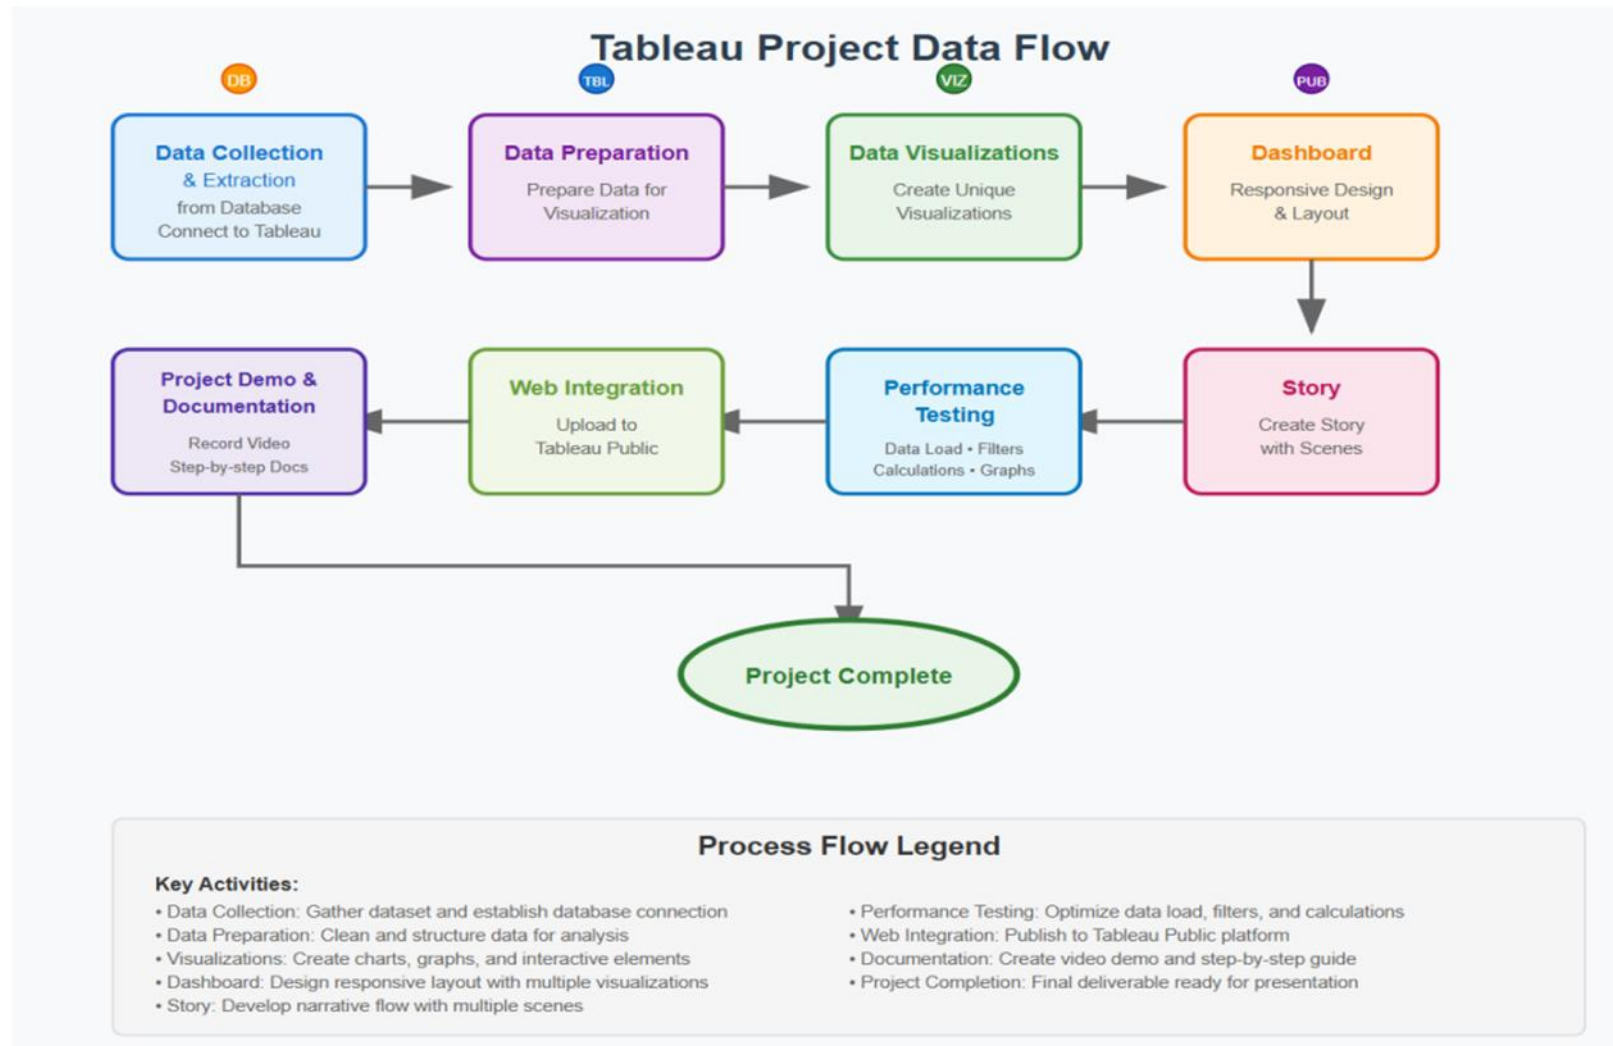 Tableau Project Data Flow
DB
TBL
VIZ
PUB
Data Collection
& Extraction
from Database
Connect to Tableau
Data Preparation
Prepare Data for
Visualization
Data Visualizations
Create Unique
Visualizations
Dashboard
Responsive Design
& Layout
Story
Create Story
with Scenes
Performance
Testing
Data Load • Filters
Calculations • Graphs
Web Integration
Upload to
Tableau Public
Project Demo &
Documentation
Record Video
Step-by-step Docs
Project Complete
Process Flow Legend
Key Activities:
• Data Collection: Gather dataset and establish database connection
• Data Preparation: Clean and structure data for analysis
• Visualizations: Create charts, graphs, and interactive elements
• Dashboard: Design responsive layout with multiple visualizations
• Story: Develop narrative flow with multiple scenes
• Performance Testing: Optimize data load, filters, and calculations
• Web Integration: Publish to Tableau Public platform
• Documentation: Create video demo and step-by-step guide
• Project Completion: Final deliverable ready for presentation